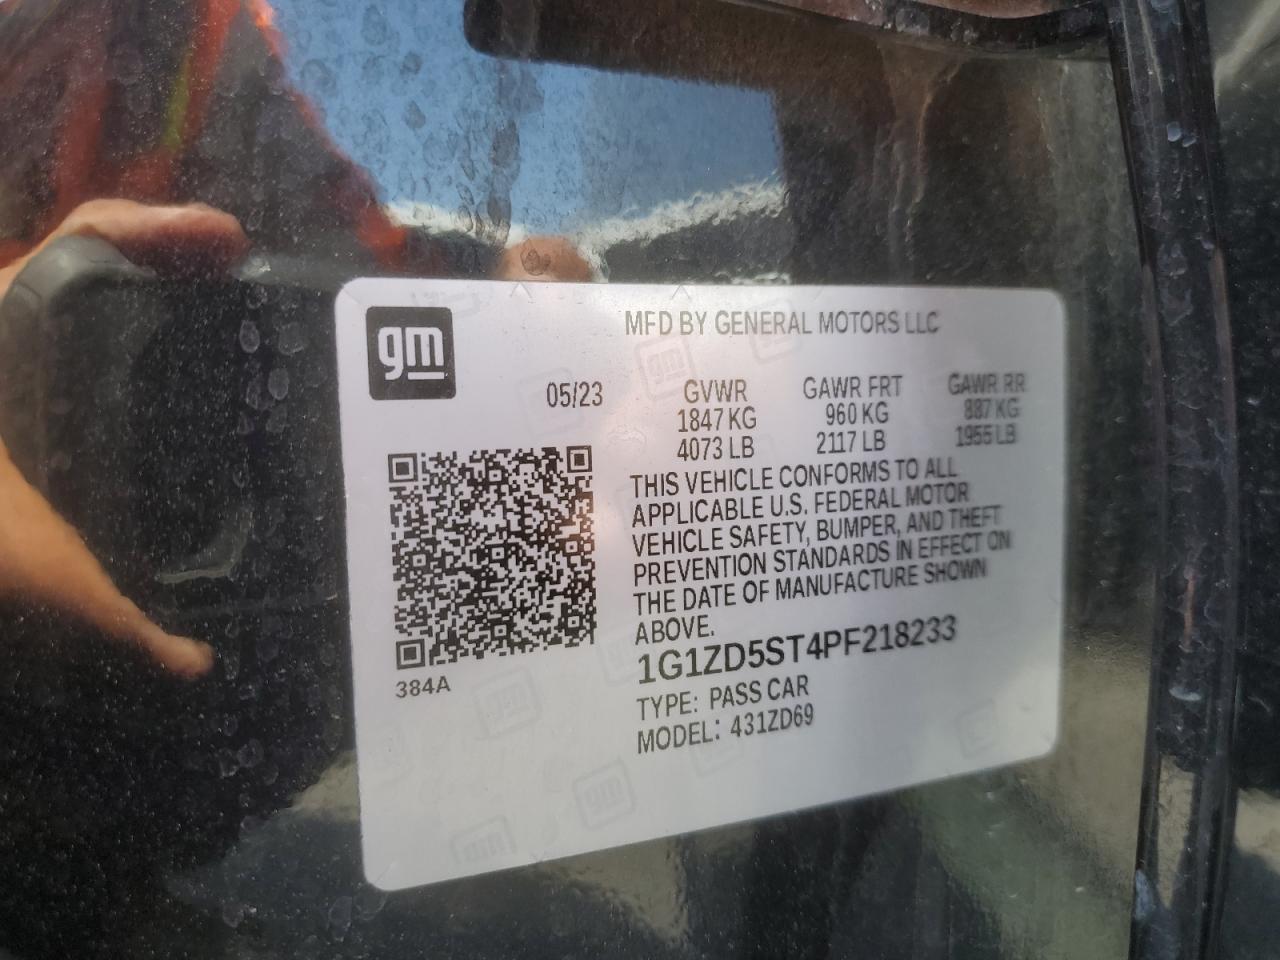 gm
MFD BY GENERAL MOTORS LLC
05/23
GVWR
1847 KG
4073 LB
GAWR FRT
960 KG
2117 LB
GAWR RR
887 KG
1955 LB
THIS VEHICLE CONFORMS TO ALL
APPLICABLE U.S. FEDERAL MOTOR
VEHICLE SAFETY, BUMPER, AND THEFT
PREVENTION STANDARDS IN EFFECT ON
THE DATE OF MANUFACTURE SHOWN
ABOVE.
1G1ZD5ST4PF218233
TYPE: PASS CAR
MODEL: 431ZD69
384A